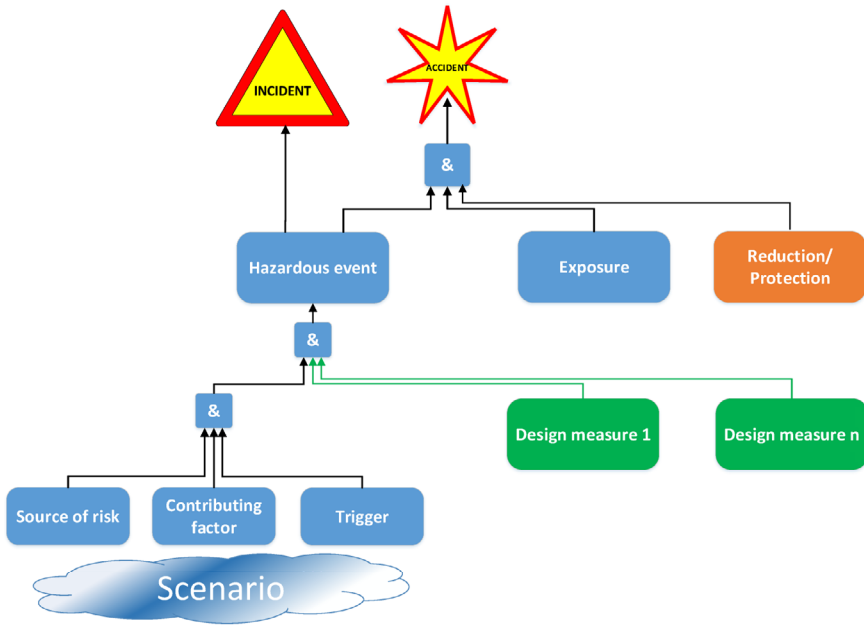 INCIDENT
ACCIDENT
&
Hazardous event
Exposure
Reduction/
Protection
&
&
Design measure 1
Design measure n
Source of risk
Contributing
factor
Trigger
Scenario